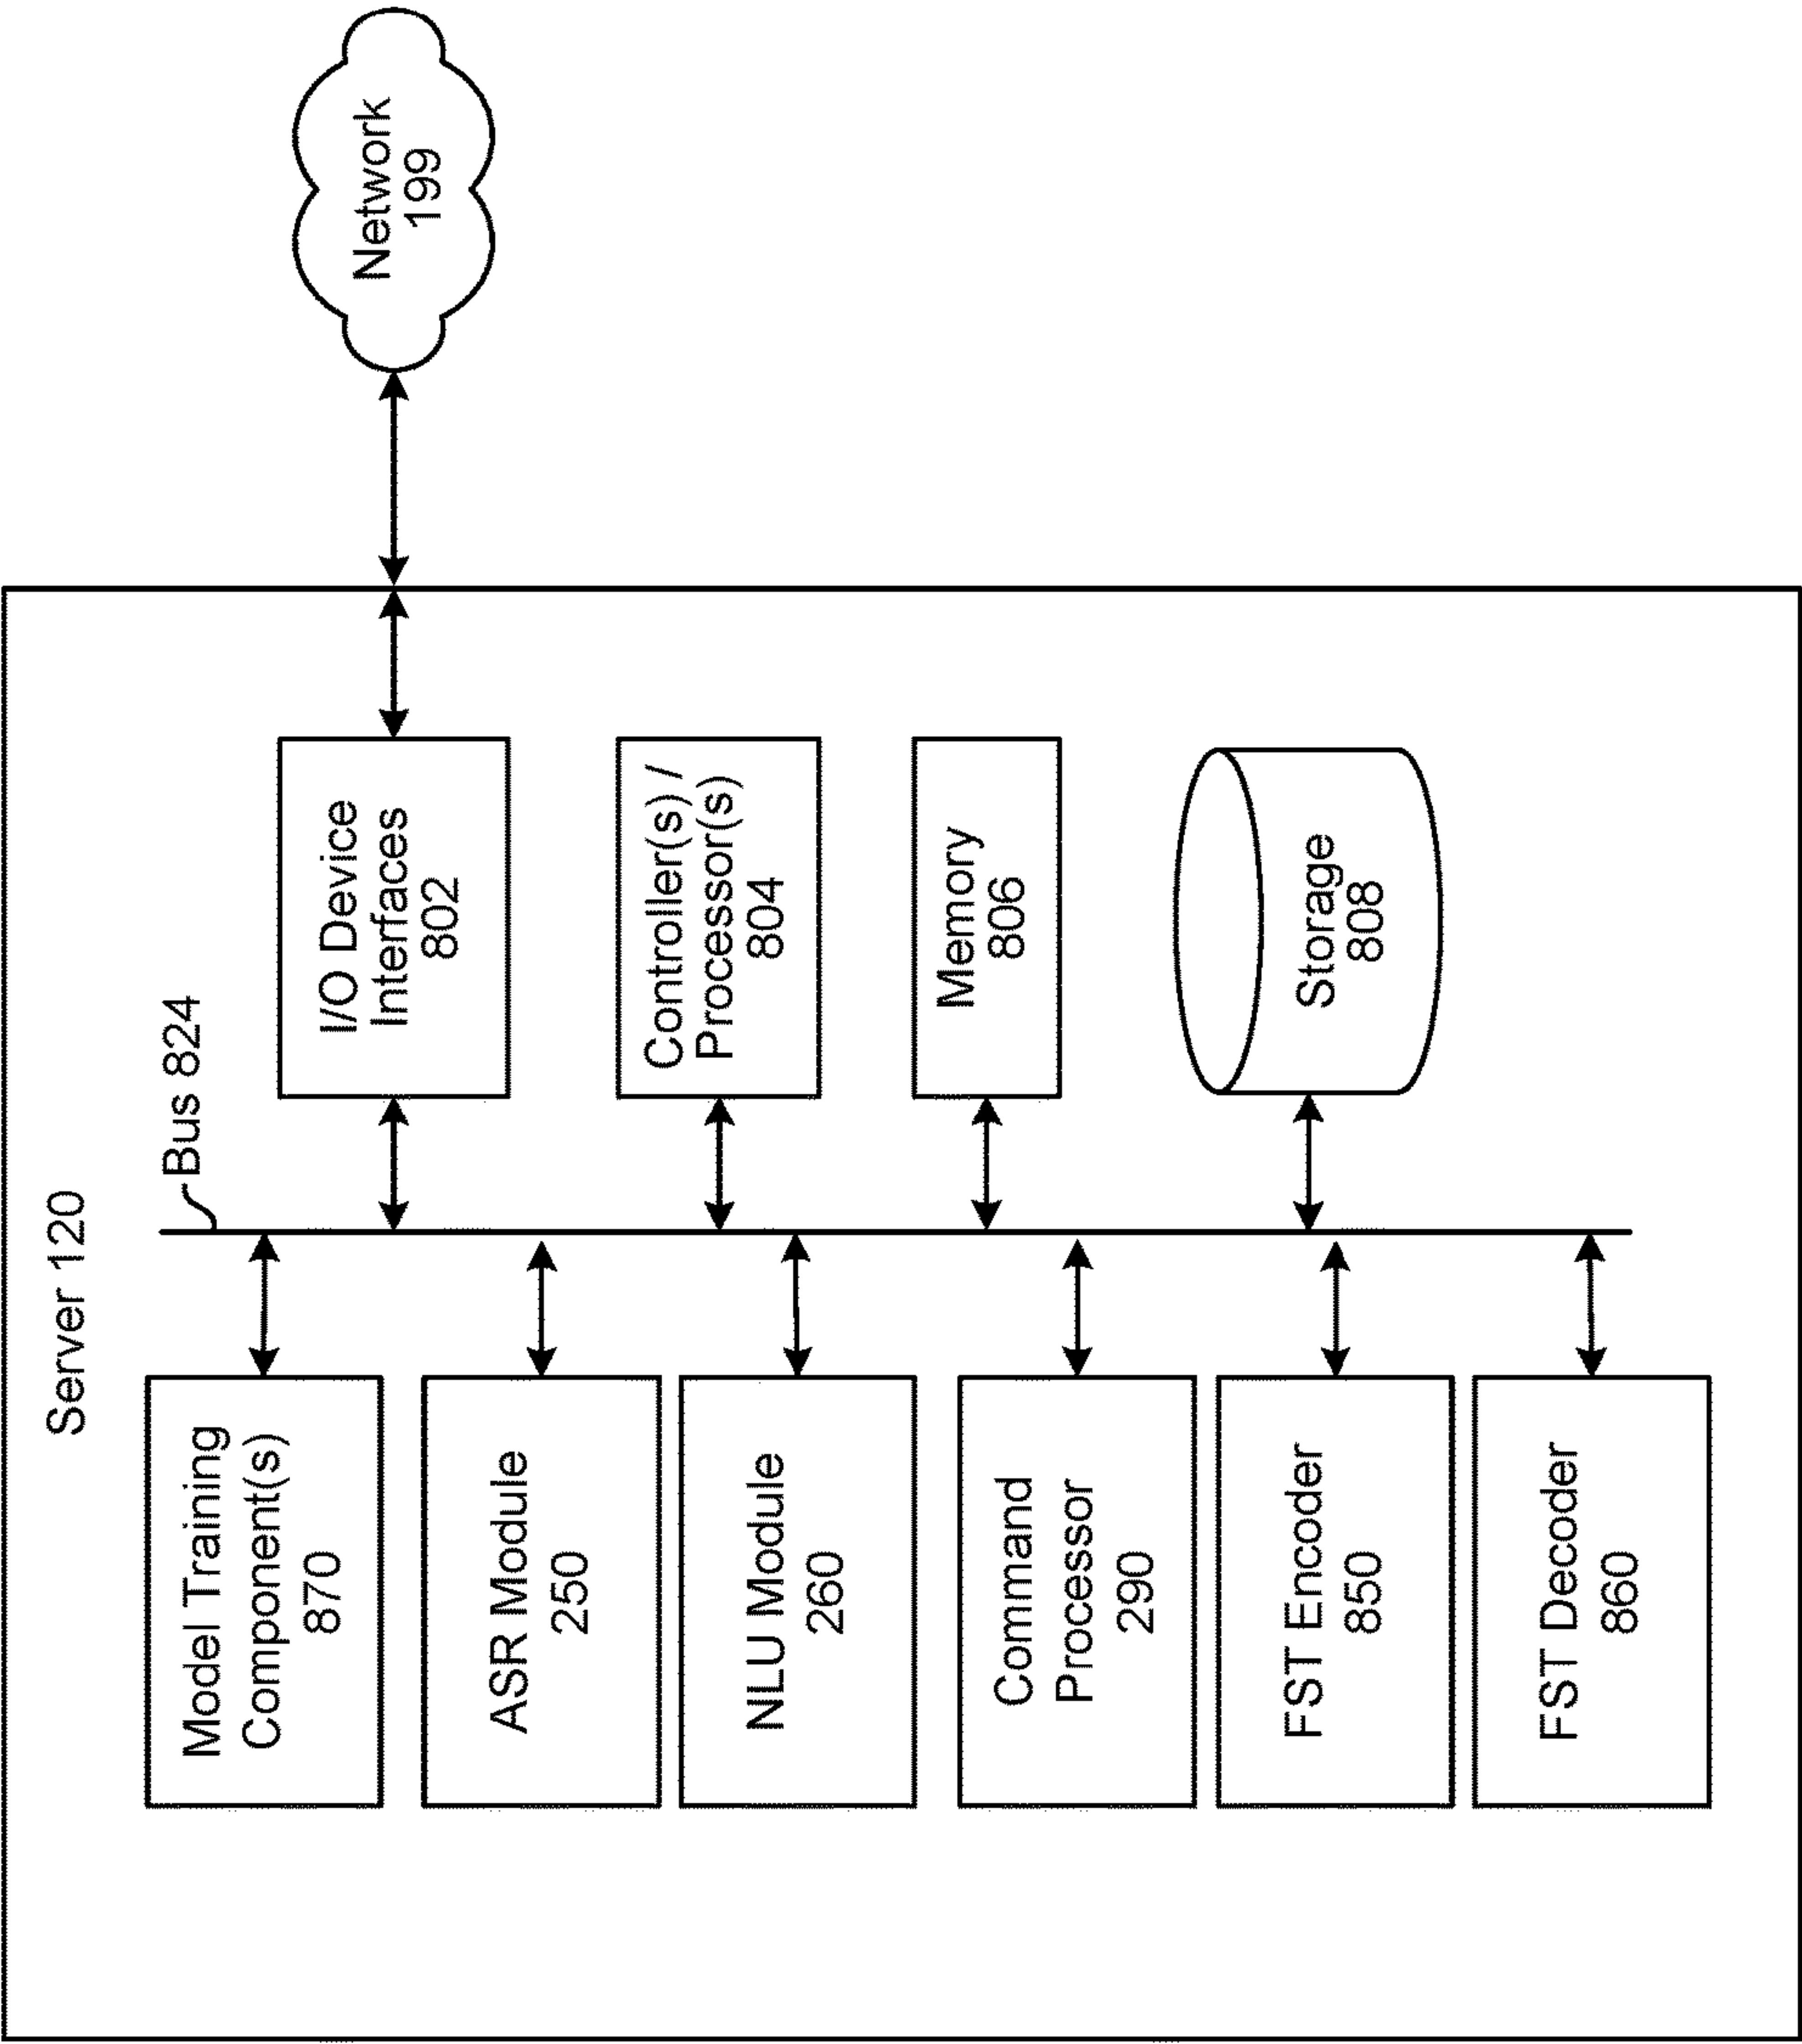 Server 120
Bus 824
Model Training
Component(s)
870
ASR Module
250
NLU Module
260
Command
Processor
290
FST Encoder
850
FST Decoder
860
I/O Device
Interfaces
802
Controller(s) /
Processor(s)
804
Memory
806
Storage
808
Network
199